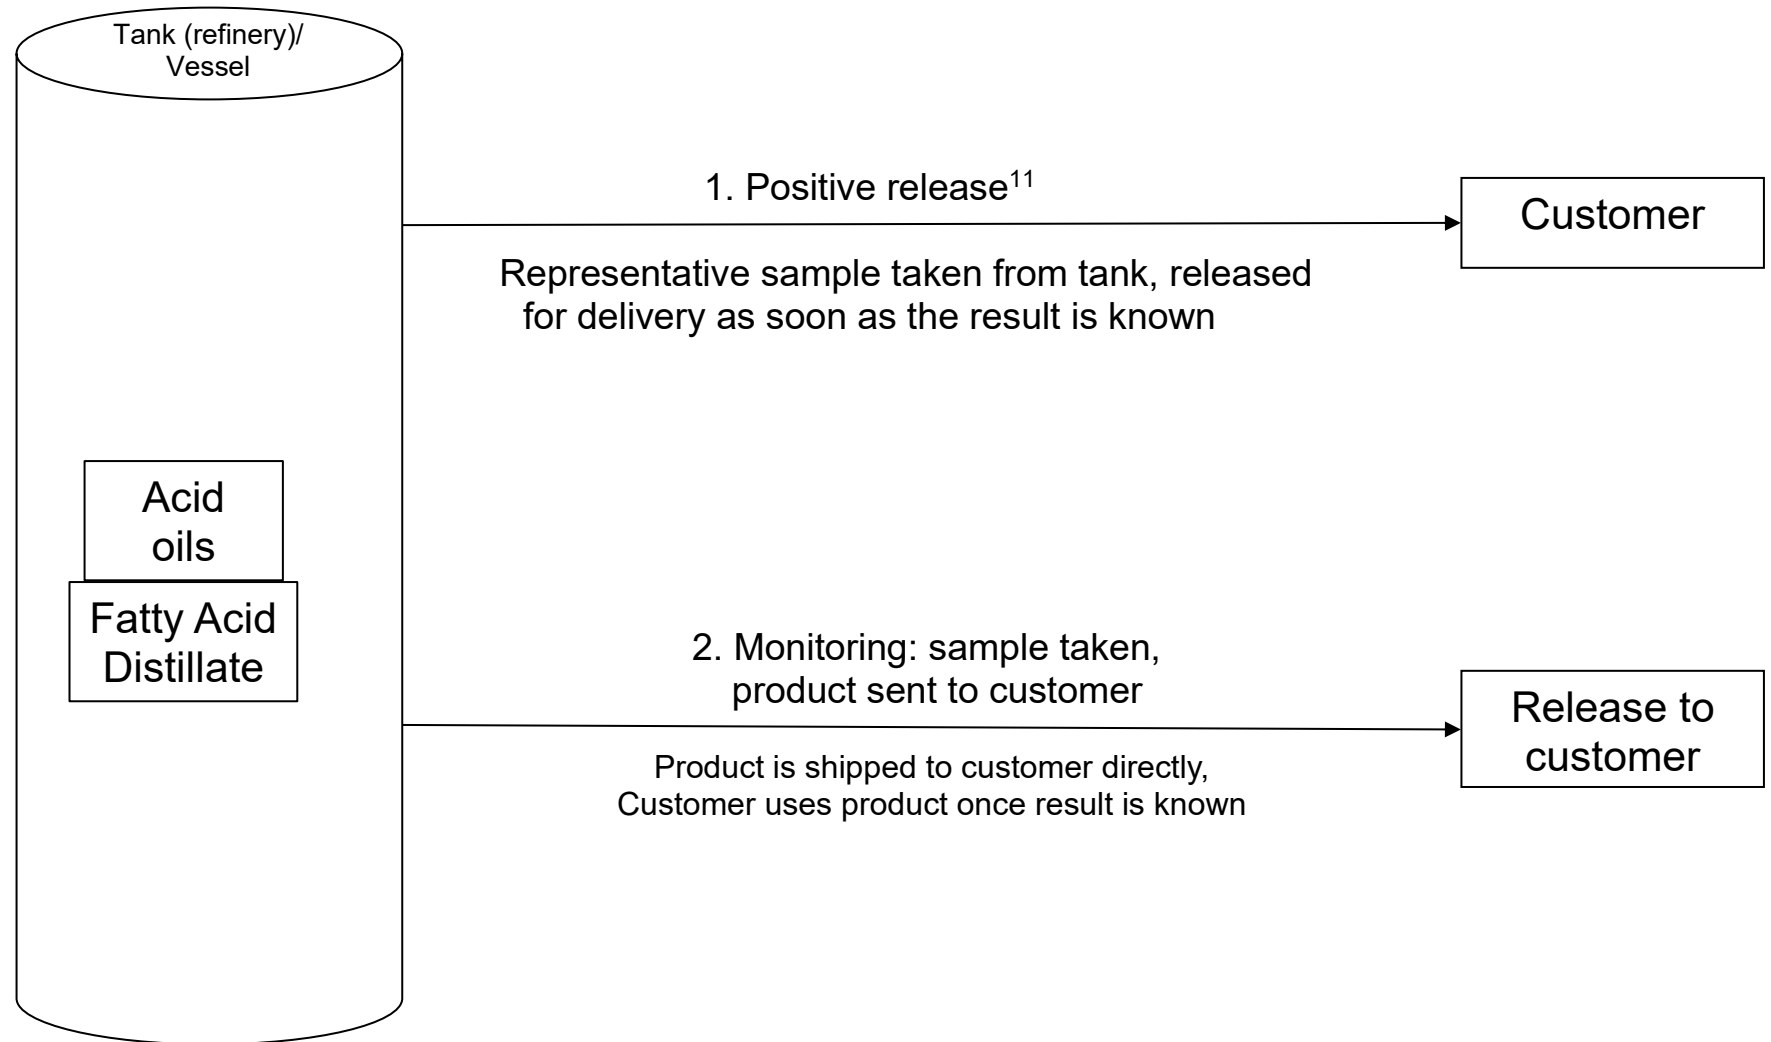 Tank (refinery)/
Vessel
1. Positive release¹¹
Customer
Representative sample taken from tank, released
for delivery as soon as the result is known
Acid
oils
Fatty Acid
Distillate
2. Monitoring: sample taken,
product sent to customer
Release to
customer
Product is shipped to customer directly,
Customer uses product once result is known